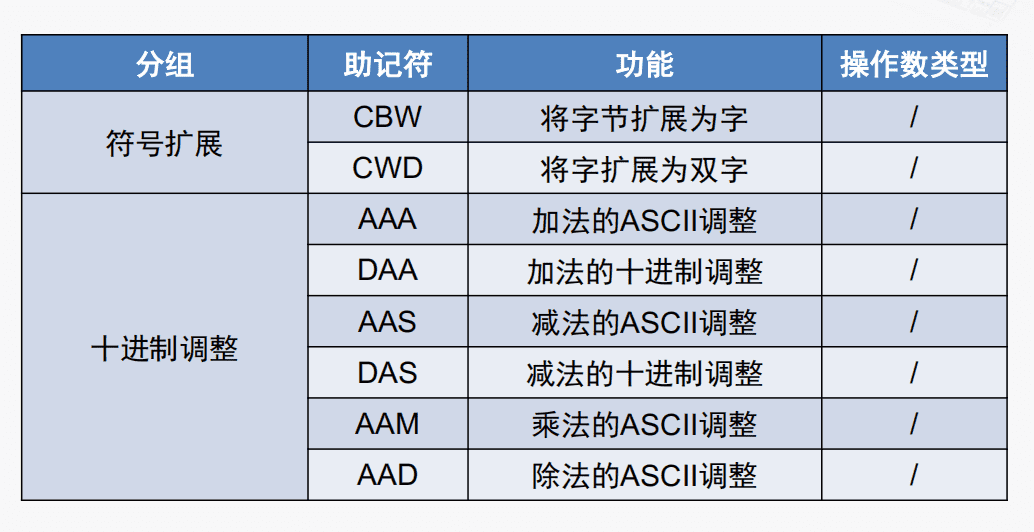 分组 助记符 功能 操作数类型
符号扩展 CBW 将字节扩展为字 /
CWD 将字扩展为双字 /
十进制调整 AAA 加法的ASCII调整 /
DAA 加法的十进制调整 /
AAS 减法的ASCII调整 /
DAS 减法的十进制调整 /
AAM 乘法的ASCII调整 /
AAD 除法的ASCII调整 /